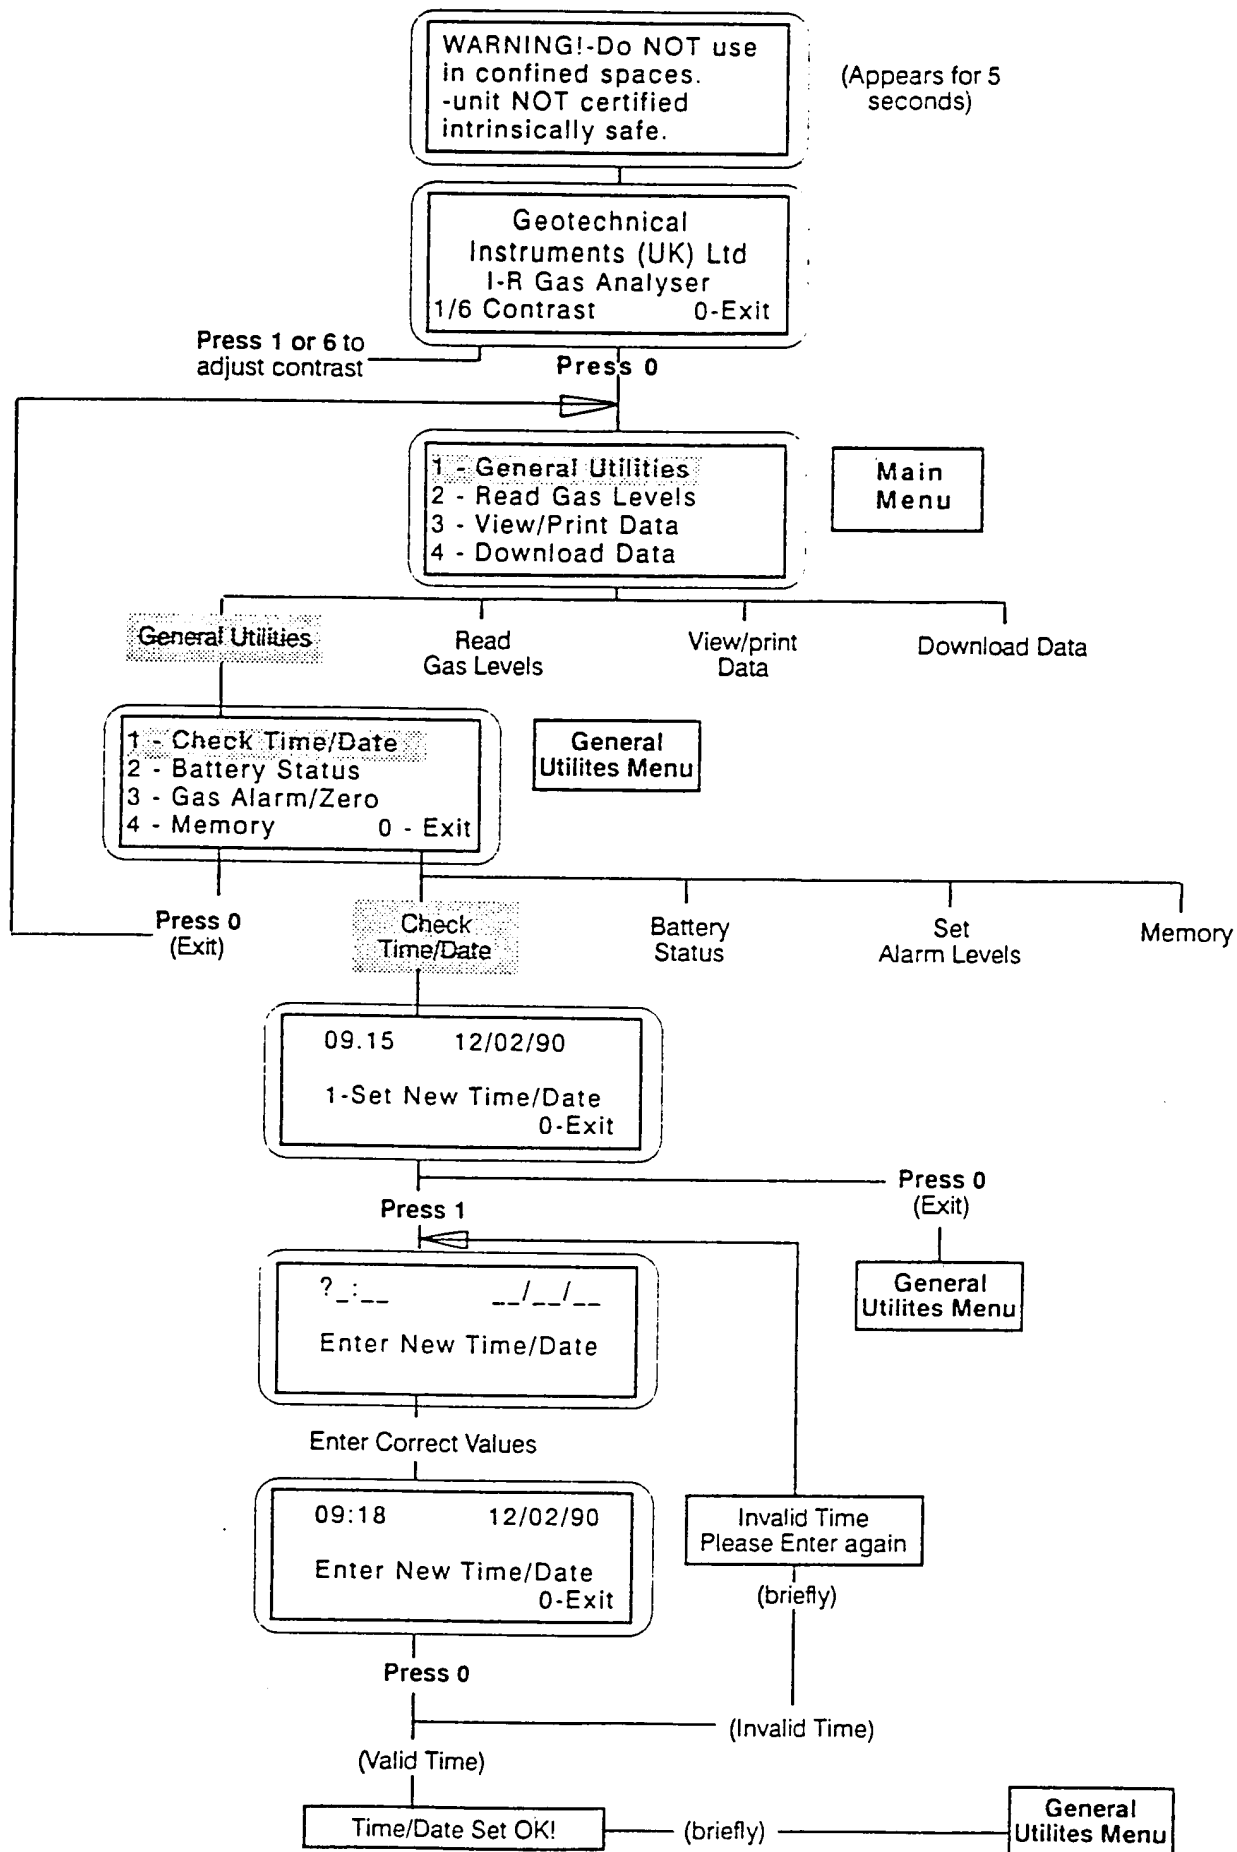 WARNING!-Do NOT use
in confined spaces.
-unit NOT certified
intrinsically safe.
(Appears for 5
seconds)
Geotechnical
Instruments (UK) Ltd
I-R Gas Analyser
1/6 Contrast 0-Exit
Press 1 or 6 to
adjust contrast
Press 0
1 - General Utilities
2 - Read Gas Levels
3 - View/Print Data
4 - Download Data
Main
Menu
General Utilities
Read
Gas Levels
View/print
Data
Download Data
1 - Check Time/Date
2 - Battery Status
3 - Gas Alarm/Zero
4 - Memory 0 - Exit
General
Utilites Menu
Press 0
(Exit)
Check
Time/Date
Battery
Status
Set
Alarm Levels
Memory
09.15 12/02/90
1-Set New Time/Date
0-Exit
Press 1
Press 0
(Exit)
General
Utilites Menu
?_:__ __/__/__
Enter New Time/Date
Enter Correct Values
09:18 12/02/90
Enter New Time/Date
0-Exit
Invalid Time
Please Enter again
(briefly)
Press 0
(Invalid Time)
(Valid Time)
Time/Date Set OK!
(briefly)
General
Utilites Menu